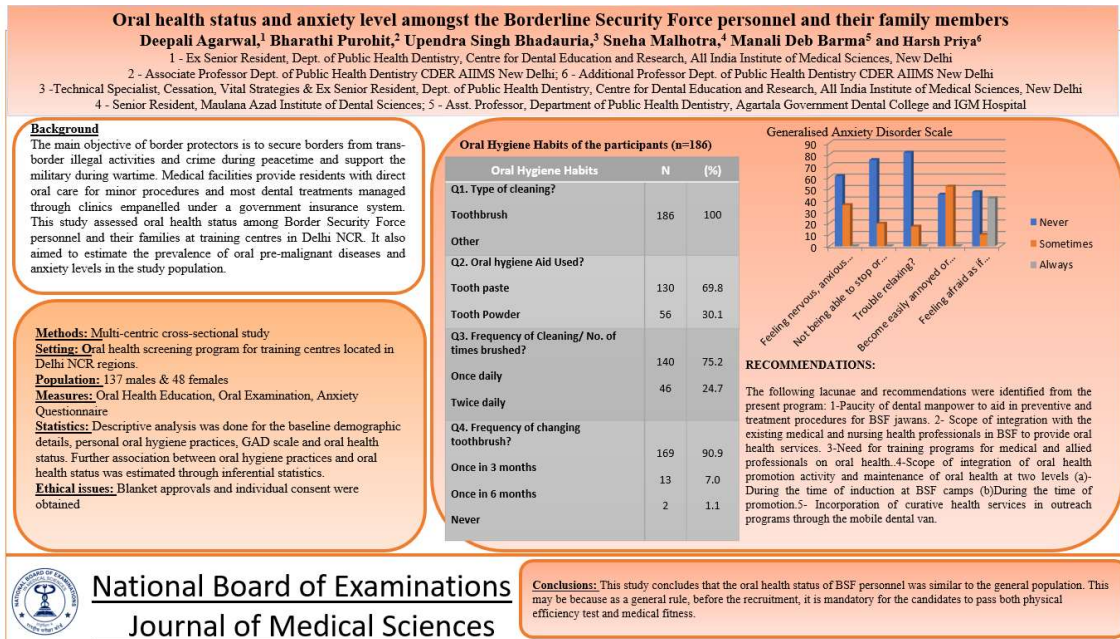 Oral health status and anxiety level amongst the Borderline Security Force personnel and their family members
Deepali Agarwal,1 Bharathi Purohit,2 Upendra Singh Bhadauria,3 Sneha Malhotra,4 Manali Deb Barma5 and Harsh Priya6
1 - Ex Senior Resident, Dept. of Public Health Dentistry, Centre for Dental Education and Research, All India Institute of Medical Sciences, New Delhi
2 - Associate Professor Dept. of Public Health Dentistry CDER AIIMS New Delhi; 6 - Additional Professor Dept. of Public Health Dentistry CDER AIIMS New Delhi
3 -Technical Specialist, Cessation, Vital Strategies & Ex Senior Resident, Dept. of Public Health Dentistry, Centre for Dental Education and Research, All India Institute of Medical Sciences, New Delhi
4 - Senior Resident, Maulana Azad Institute of Dental Sciences; 5 - Asst. Professor, Department of Public Health Dentistry, Agartala Government Dental College and IGM Hospital
Background
The main objective of border protectors is to secure borders from trans-
border illegal activities and crime during peacetime and support the
military during wartime. Medical facilities provide residents with direct
oral care for minor procedures and most dental treatments managed
through clinics empanelled under a government insurance system.
This study assessed oral health status among Border Security Force
personnel and their families at training centres in Delhi NCR. It also
aimed to estimate the prevalence of oral pre-malignant diseases and
anxiety levels in the study population.
Methods: Multi-centric cross-sectional study
Setting: Oral health screening program for training centres located in
Delhi NCR regions.
Population: 137 males & 48 females
Measures: Oral Health Education, Oral Examination, Anxiety
Questionnaire
Statistics: Descriptive analysis was done for the baseline demographic
details, personal oral hygiene practices, GAD scale and oral health
status. Further association between oral hygiene practices and oral
health status was estimated through inferential statistics.
Ethical issues: Blanket approvals and individual consent were
obtained
Oral Hygiene Habits of the participants (n=186)
Oral Hygiene Habits N (%)
Q1. Type of cleaning?
Toothbrush 186 100
Other
Q2. Oral hygiene Aid Used?
Tooth paste 130 69.8
Tooth Powder 56 30.1
Q3. Frequency of Cleaning/ No. of
times brushed?
140 75.2
Once daily
46 24.7
Twice daily
Q4. Frequency of changing
toothbrush?
169 90.9
Once in 3 months
13 7.0
Once in 6 months
2 1.1
Never
Generalised Anxiety Disorder Scale
90
80
70
60
50
40
30
20
10
0
Feeling nervous, anxious...
Not being able to stop or...
Trouble relaxing?
Become easily annoyed or...
Feeling afraid as if...
Never
Sometimes
Always
RECOMMENDATIONS:
The following lacunae and recommendations were identified from the
present program: 1-Paucity of dental manpower to aid in preventive and
treatment procedures for BSF jawans. 2- Scope of integration with the
existing medical and nursing health professionals in BSF to provide oral
health services. 3-Need for training programs for medical and allied
professionals on oral health..4-Scope of integration of oral health
promotion activity and maintenance of oral health at two levels (a)-
During the time of induction at BSF camps (b)During the time of
promotion.5- Incorporation of curative health services in outreach
programs through the mobile dental van.
National Board of Examinations
Journal of Medical Sciences
Conclusions: This study concludes that the oral health status of BSF personnel was similar to the general population. This
may be because as a general rule, before the recruitment, it is mandatory for the candidates to pass both physical
efficiency test and medical fitness.